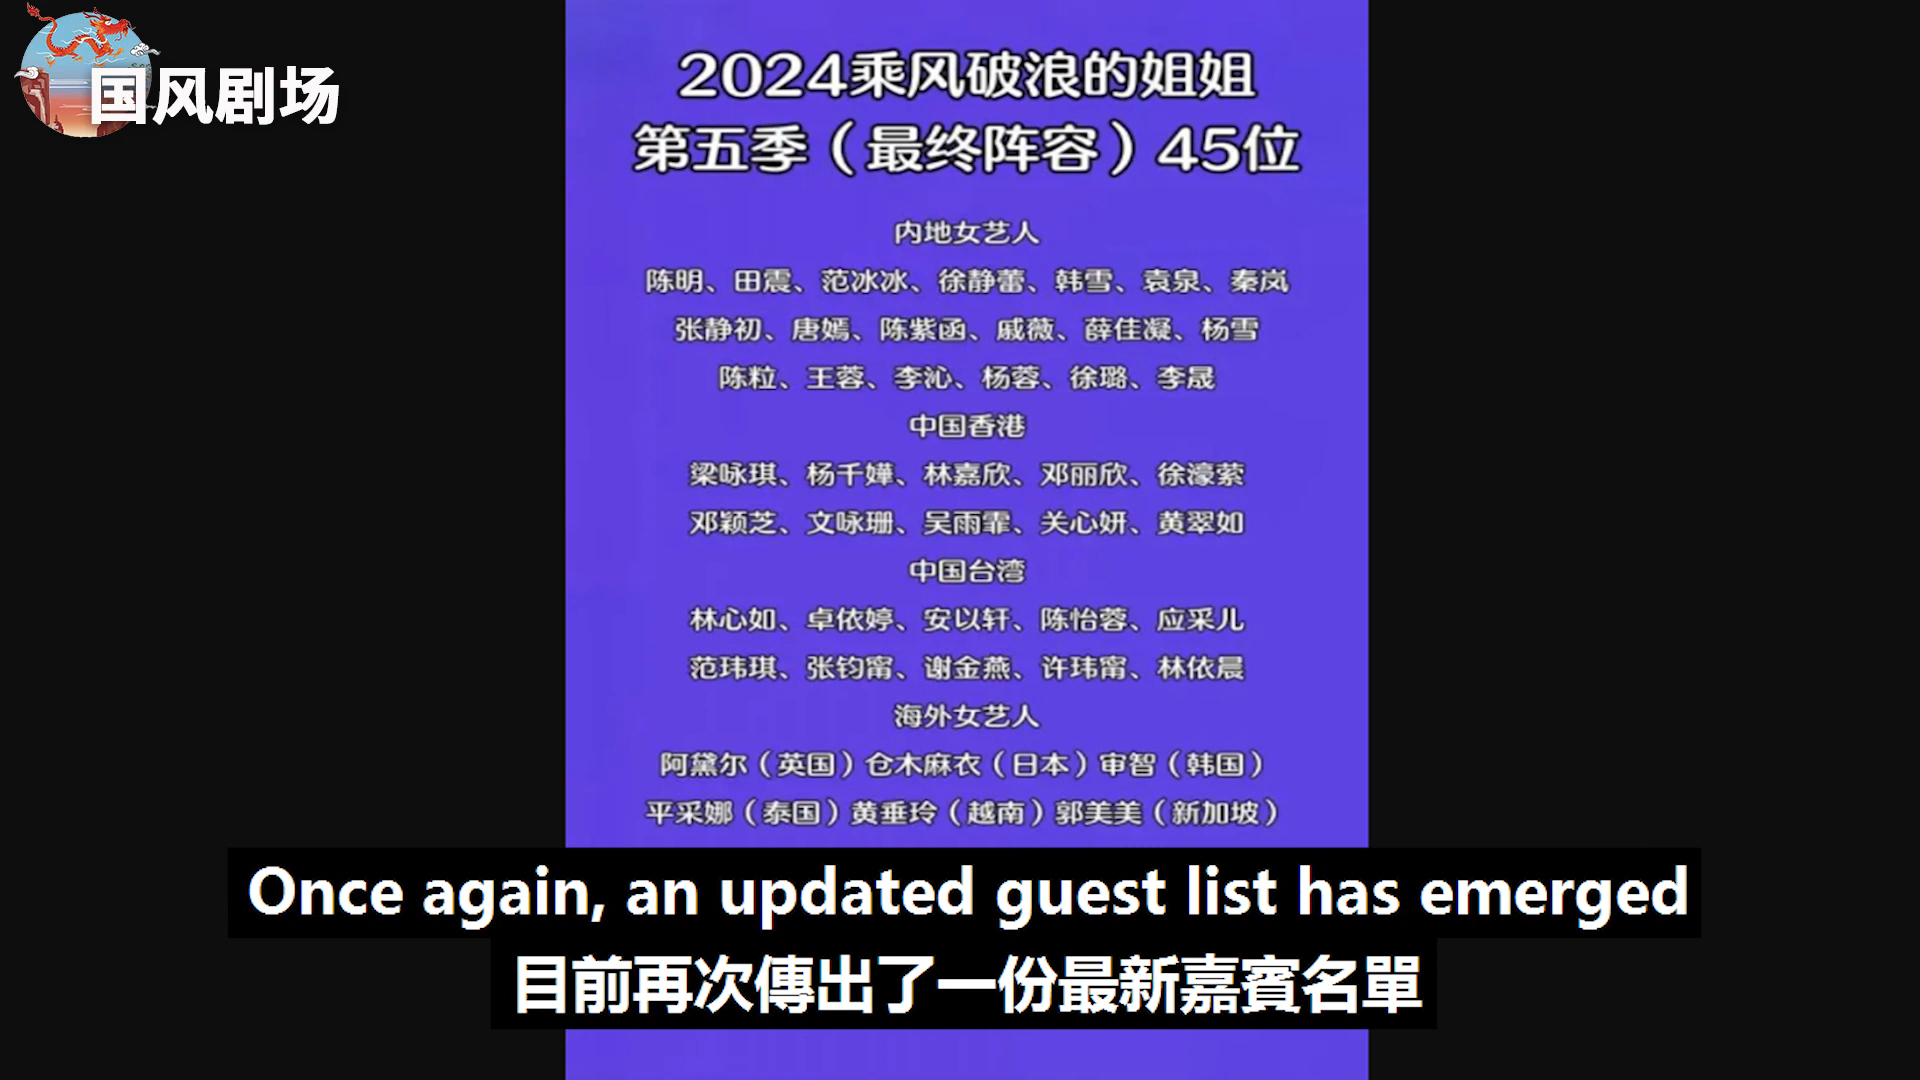 国风剧场
2024乘风破浪的姐姐
第五季（最终阵容）45位
内地女艺人
陈明、田震、范冰冰、徐静蕾、韩雪、袁泉、秦岚
张静初、唐嫣、陈紫函、戚薇、薛佳凝、杨雪
陈粒、王蓉、李沁、杨蓉、徐璐、李晟
中国香港
梁咏琪、杨千嬅、林嘉欣、邓丽欣、徐濠萦
邓颖芝、文咏珊、吴雨霏、关心妍、黄翠如
中国台湾
林心如、卓依婷、安以轩、陈怡蓉、应采儿
范玮琪、张钧甯、谢金燕、许玮甯、林依晨
海外女艺人
阿黛尔（英国）仓木麻衣（日本）审智（韩国）
平采娜（泰国）黄垂玲（越南）郭美美（新加坡）
Once again, an updated guest list has emerged
目前再次傳出了一份最新嘉賓名單